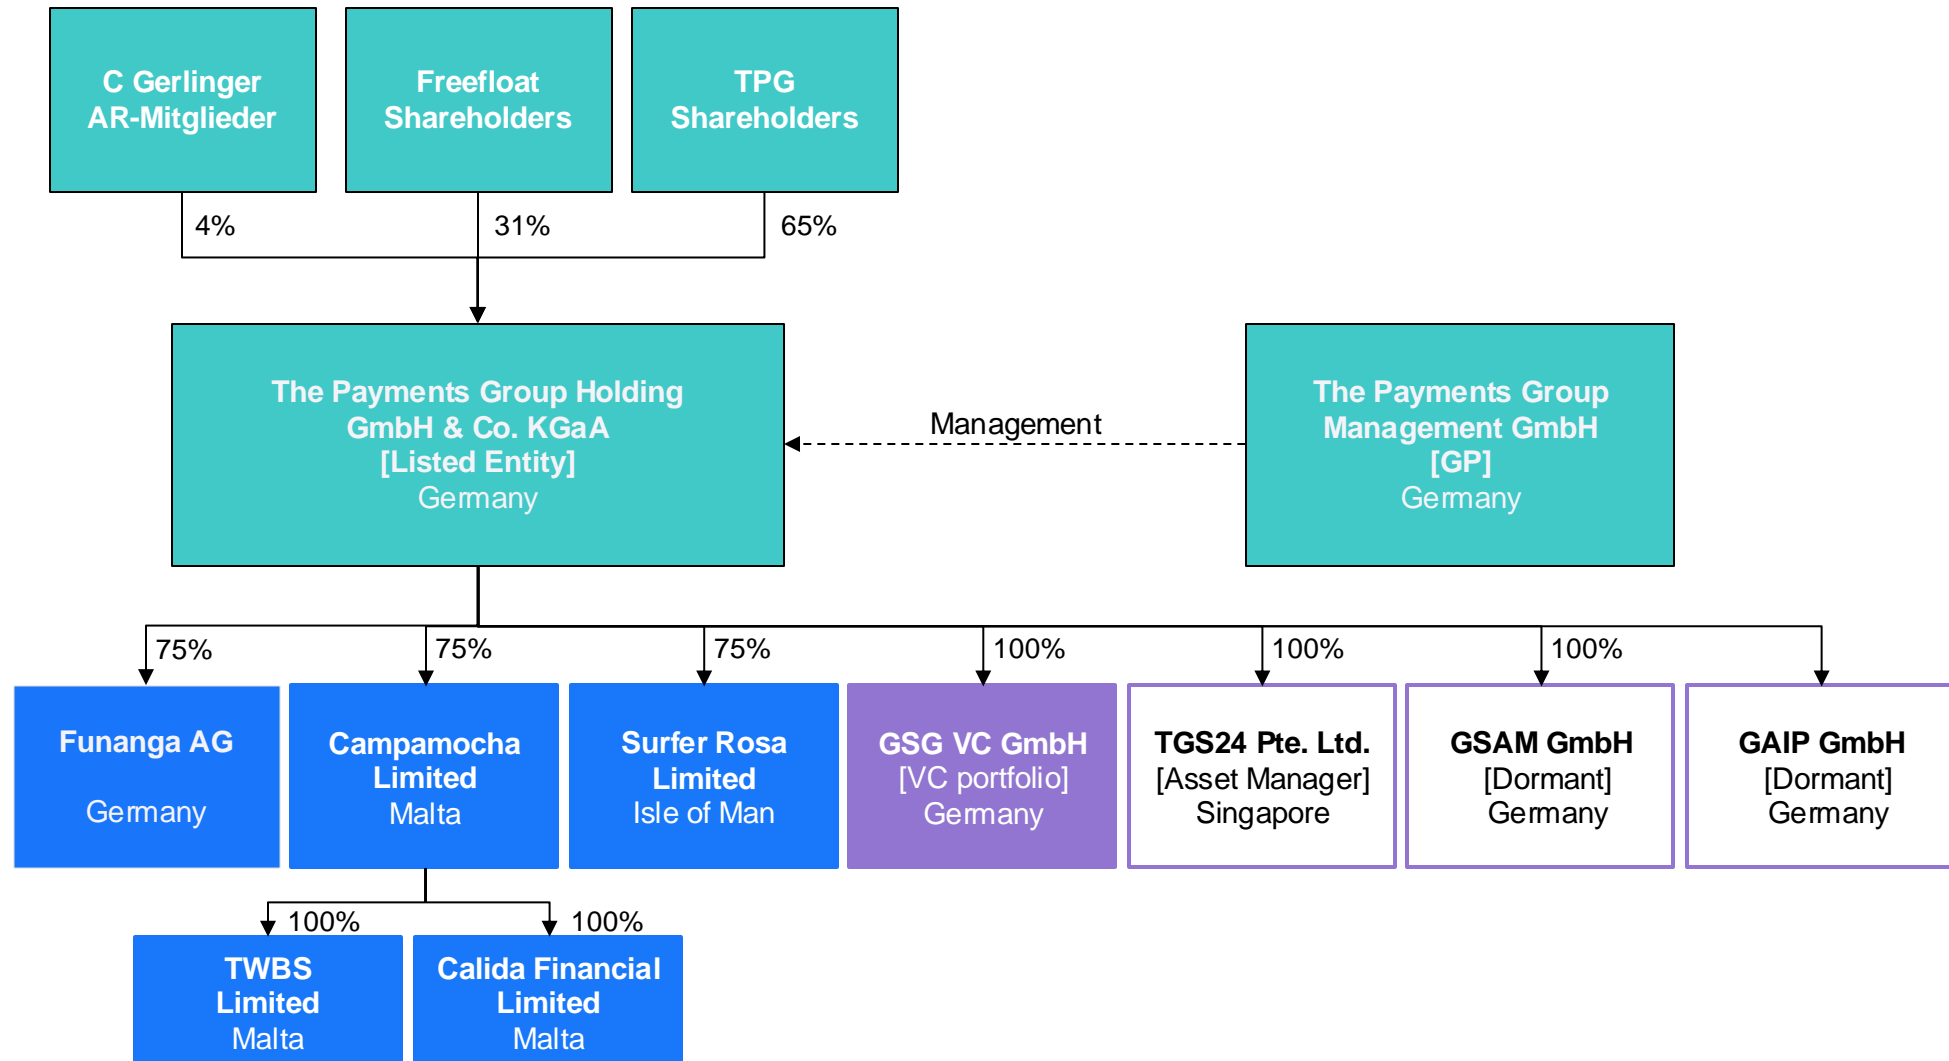 C Gerlinger
AR-Mitglieder
Freefloat
Shareholders
TPG
Shareholders
4%
31%
65%
The Payments Group Holding
GmbH & Co. KGaA
[Listed Entity]
Germany
Management
The Payments Group
Management GmbH
[GP]
Germany
75%
75%
75%
100%
100%
100%
Funanga AG
Germany
Campamocha
Limited
Malta
Surfer Rosa
Limited
Isle of Man
GSG VC GmbH
[VC portfolio]
Germany
TGS24 Pte. Ltd.
[Asset Manager]
Singapore
GSAM GmbH
[Dormant]
Germany
GAIP GmbH
[Dormant]
Germany
100%
100%
TWBS
Limited
Malta
Calida Financial
Limited
Malta